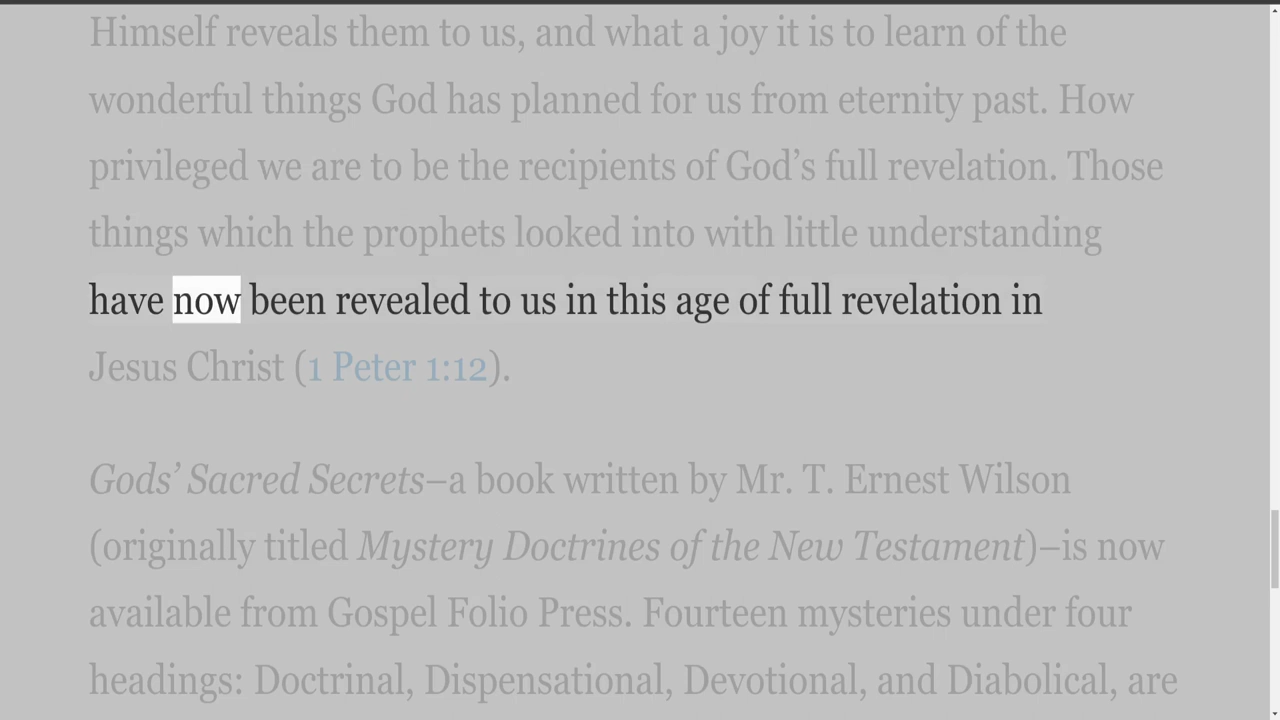 Himself reveals them to us, and what a joy it is to learn of the
wonderful things God has planned for us from eternity past. How
privileged we are to be the recipients of God’s full revelation. Those
things which the prophets looked into with little understanding
have now been revealed to us in this age of full revelation in
Jesus Christ (1 Peter 1:12).
Gods’ Sacred Secrets–a book written by Mr. T. Ernest Wilson
(originally titled Mystery Doctrines of the New Testament)–is now
available from Gospel Folio Press. Fourteen mysteries under four
headings: Doctrinal, Dispensational, Devotional, and Diabolical, are